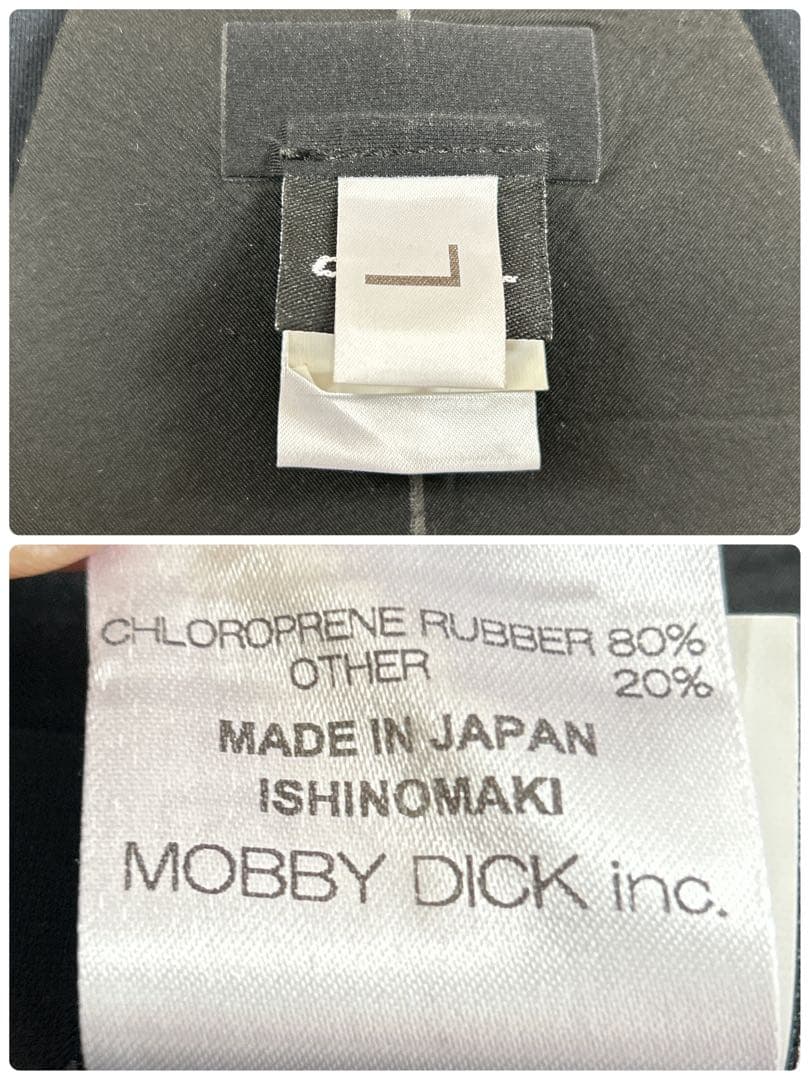 L
CHLOROPRENE RUBBER 80%
OTHER 20%
MADE IN JAPAN
ISHINOMAKI
MOBBY DICK inc.